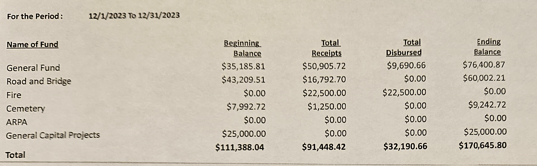 For the Period: 12/1/2023 To 12/31/2023
Name of Fund Beginning Balance Total Receipts Total Disbursed Ending Balance
General Fund $35,185.81 $50,905.72 $9,690.66 $76,400.87
Road and Bridge $43,209.51 $16,792.70 $0.00 $60,002.21
Fire $0.00 $22,500.00 $22,500.00 $0.00
Cemetery $7,992.72 $1,250.00 $0.00 $9,242.72
ARPA $0.00 $0.00 $0.00 $0.00
General Capital Projects $25,000.00 $0.00 $0.00 $25,000.00
Total $111,388.04 $91,448.42 $32,190.66 $170,645.80